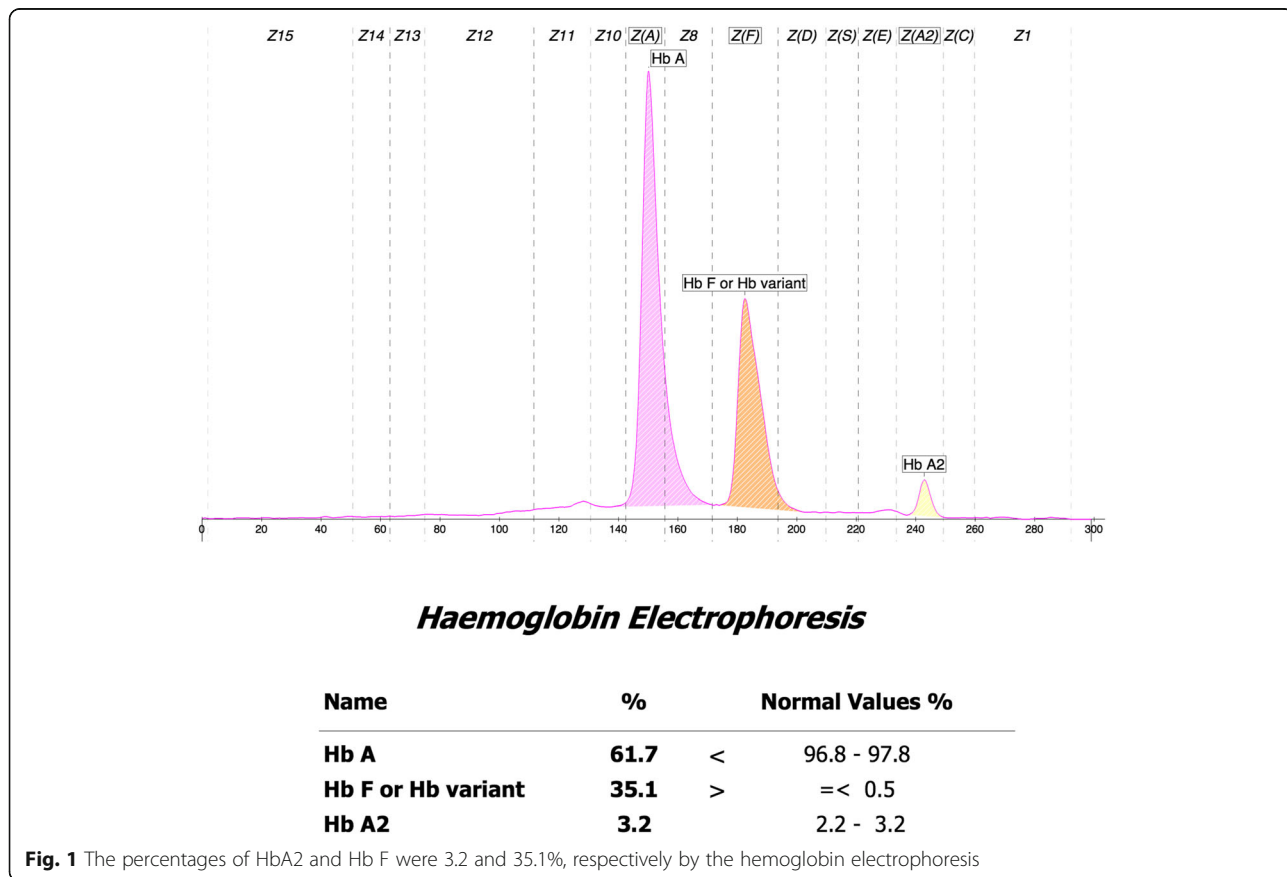 Z15 Z14 Z13 Z12 Z11 Z10 Z(A) Z8 Z(F) Z(D) Z(S) Z(E) Z(A2) Z(C) Z1
Hb A
Hb F or Hb variant
Hb A2
0 20 40 60 80 100 120 140 160 180 200 220 240 260 280 300
Haemoglobin Electrophoresis
Name % Normal Values %
Hb A 61.7 < 96.8 - 97.8
Hb F or Hb variant 35.1 > =< 0.5
Hb A2 3.2 2.2 - 3.2
Fig. 1 The percentages of HbA2 and Hb F were 3.2 and 35.1%, respectively by the hemoglobin electrophoresis